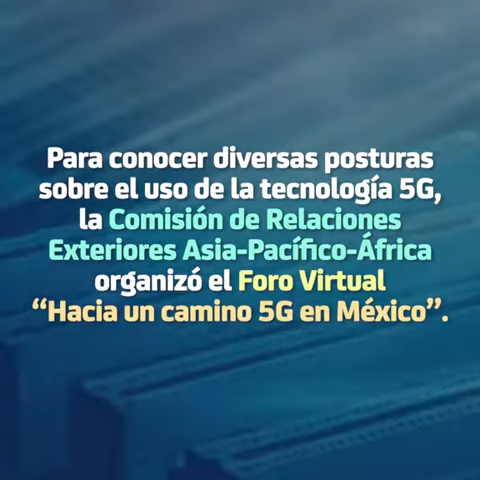 Para conocer diversas posturas
sobre el uso de la tecnología 5G,
la Comisión de Relaciones
Exteriores Asia-Pacífico-África
organizó el Foro Virtual
“Hacia un camino 5G en México”.